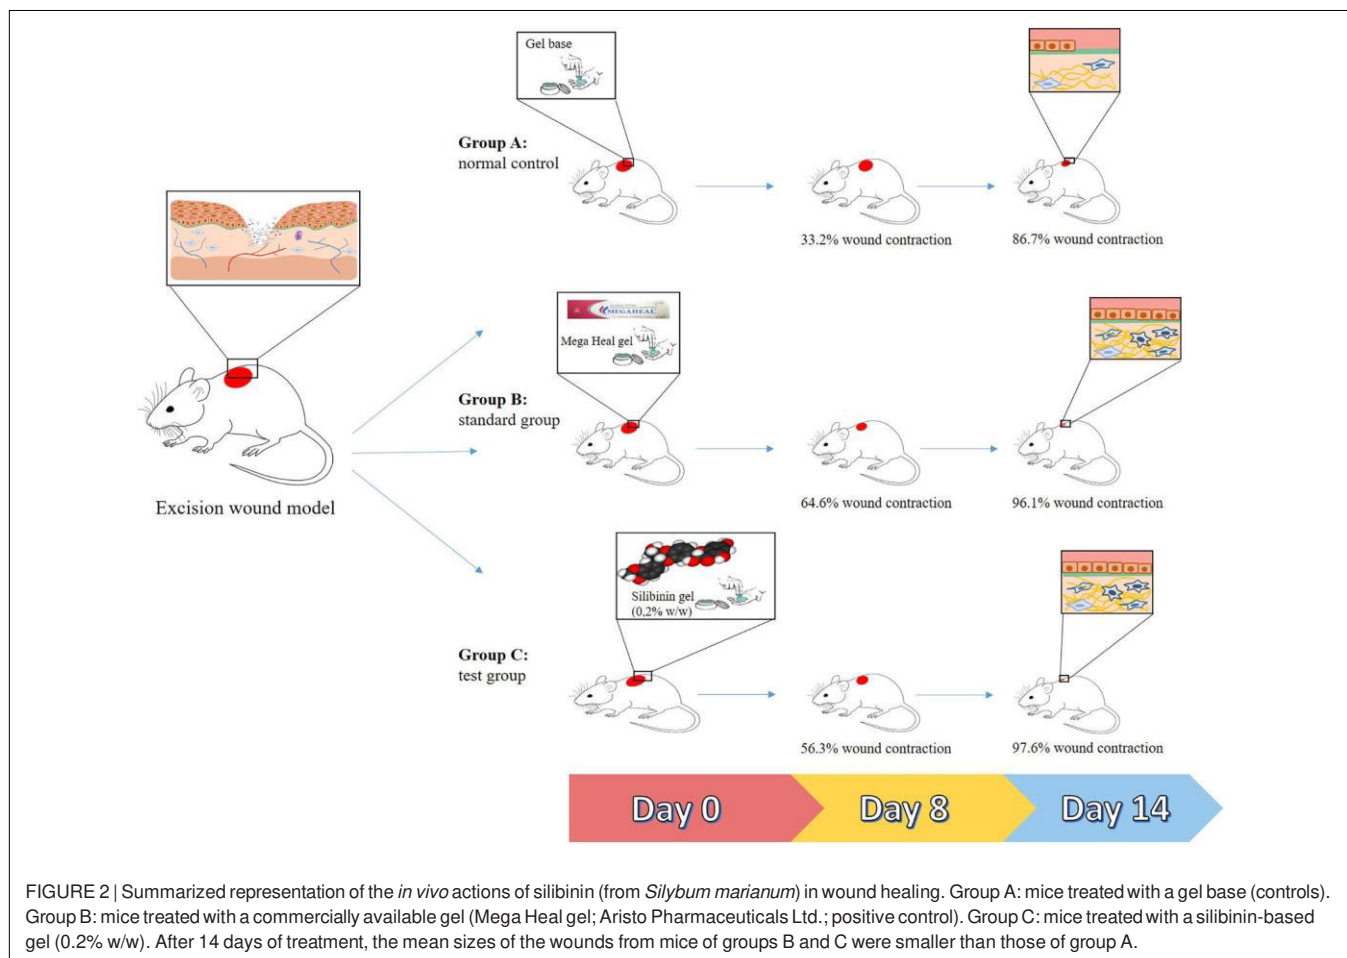 Gel base
Group A:
normal control
33.2% wound contraction
86.7% wound contraction
Excision wound model
MEGAHEAL
Mega Heal gel
Group B:
standard group
64.6% wound contraction
96.1% wound contraction
Silibinin gel
(0,2% w/w)
Group C:
test group
56.3% wound contraction
97.6% wound contraction
Day 0
Day 8
Day 14
FIGURE 2 | Summarized representation of the in vivo actions of silibinin (from Silybum marianum) in wound healing. Group A: mice treated with a gel base (controls).
Group B: mice treated with a commercially available gel (Mega Heal gel; Aristo Pharmaceuticals Ltd.; positive control). Group C: mice treated with a silibinin-based
gel (0.2% w/w). After 14 days of treatment, the mean sizes of the wounds from mice of groups B and C were smaller than those of group A.